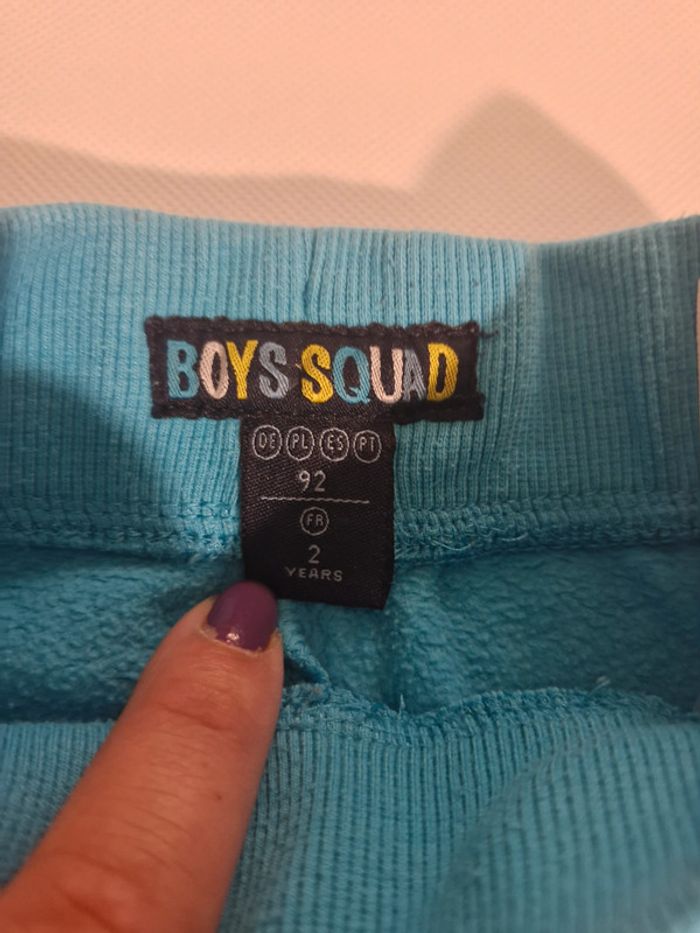 BOYS SQUAD
DE PL ES PT
92
FR
2
YEARS